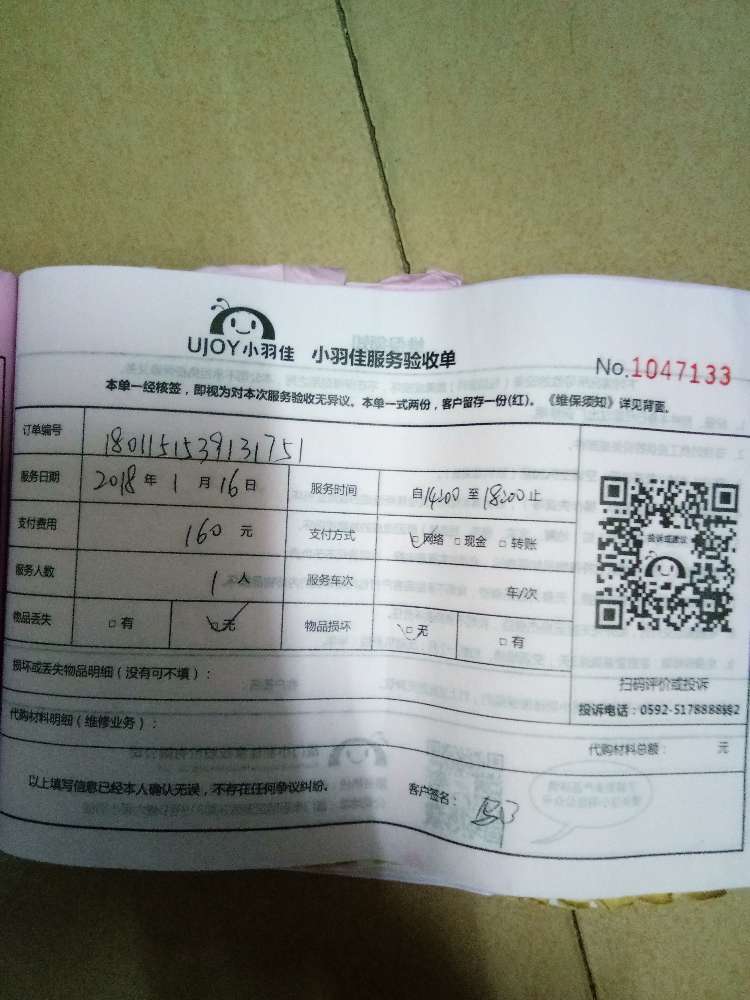 UJOY小羽佳 小羽佳服务验收单 No.1047133
本单一经核签，即视为对本次服务验收无异议。本单一式两份，客户留存一份(红)。《维保须知》详见背面。
订单编号 180115153
服务日期 2018年1月16日 服务时间 自14:00至18:00止
支付费用 160元 支付方式 □网络 □现金 □转账
投诉或建议
服务人数 1人 服务车次 车/次
物品丢失 □有 □无 物品损坏 □无 □有
损坏或丢失物品明细（没有可不填）：
扫码评价或投诉
投诉电话：0592-5178888
代购材料明细（维修业务）：
代购材料总额： 元
以上填写信息已经本人确认无误，不存在任何争议纠纷。 客户签名：